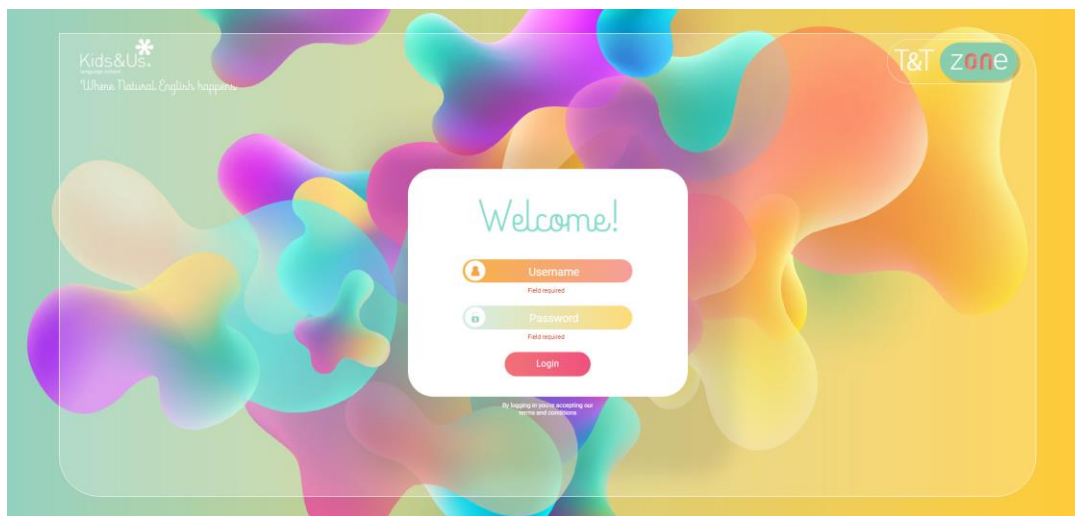 Kids&Us.
language school
Where Natural English happens
T&T zone
Welcome!
Username
Field required
Password
Field required
Login
By logging in you're accepting our
terms and conditions